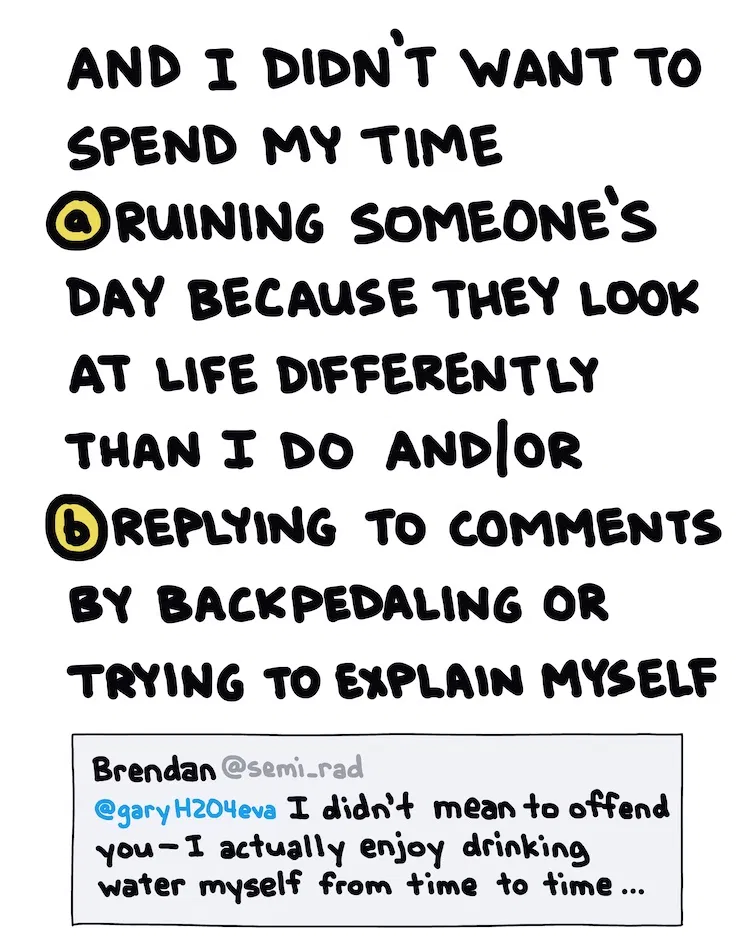 AND I DIDN'T WANT TO
SPEND MY TIME
a RUINING SOMEONE'S
DAY BECAUSE THEY LOOK
AT LIFE DIFFERENTLY
THAN I DO AND/OR
b REPLYING TO COMMENTS
BY BACKPEDALING OR
TRYING TO EXPLAIN MYSELF
Brendan @semi_rad
@garyH2O4eva I didn't mean to offend
you—I actually enjoy drinking
water myself from time to time...